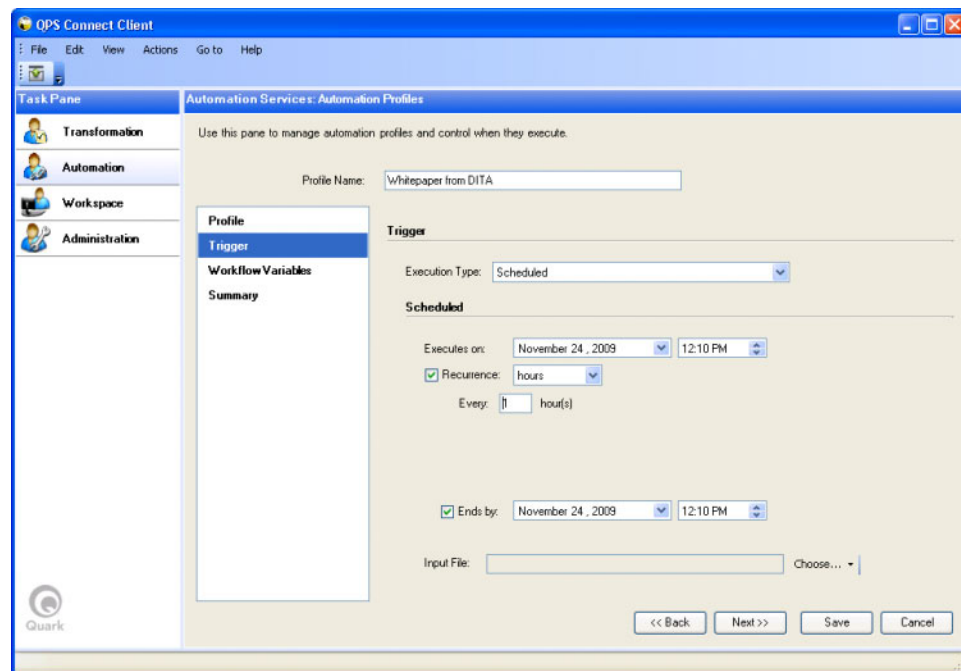 QPS Connect Client
File Edit View Actions Go to Help
Task Pane
Automation Services: Automation Profiles
Transformation
Automation
Workspace
Administration
Use this pane to manage automation profiles and control when they execute.
Profile Name: Whitepaper from DITA
Profile
Trigger
Workflow Variables
Summary
Trigger
Execution Type: Scheduled
Scheduled
Executes on: November 24 , 2009 12:10 PM
Recurrence: hours
Every: 1 hour(s)
Ends by: November 24 , 2009 12:10 PM
Input File: Choose...
<< Back Next >> Save Cancel
Quark